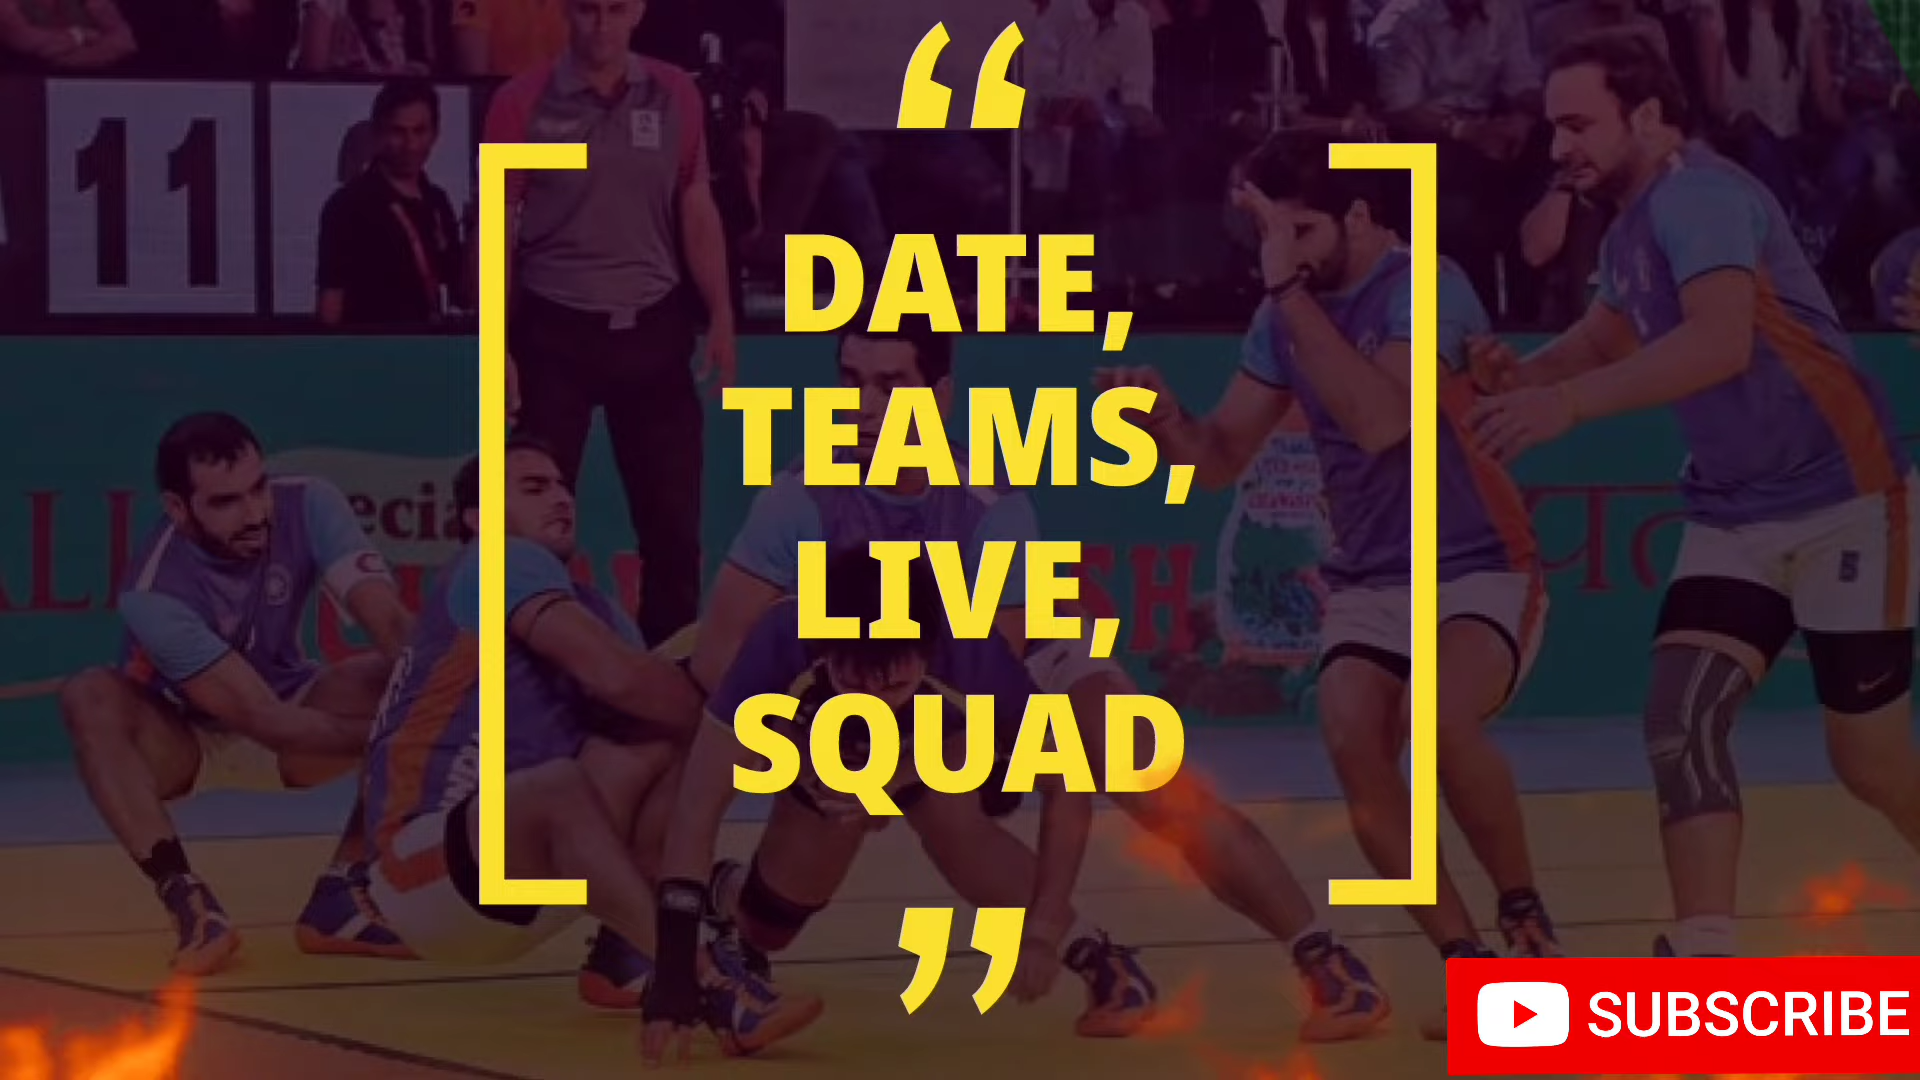 “
11
DATE,
TEAMS,
LIVE,
SQUAD
”
SUBSCRIBE